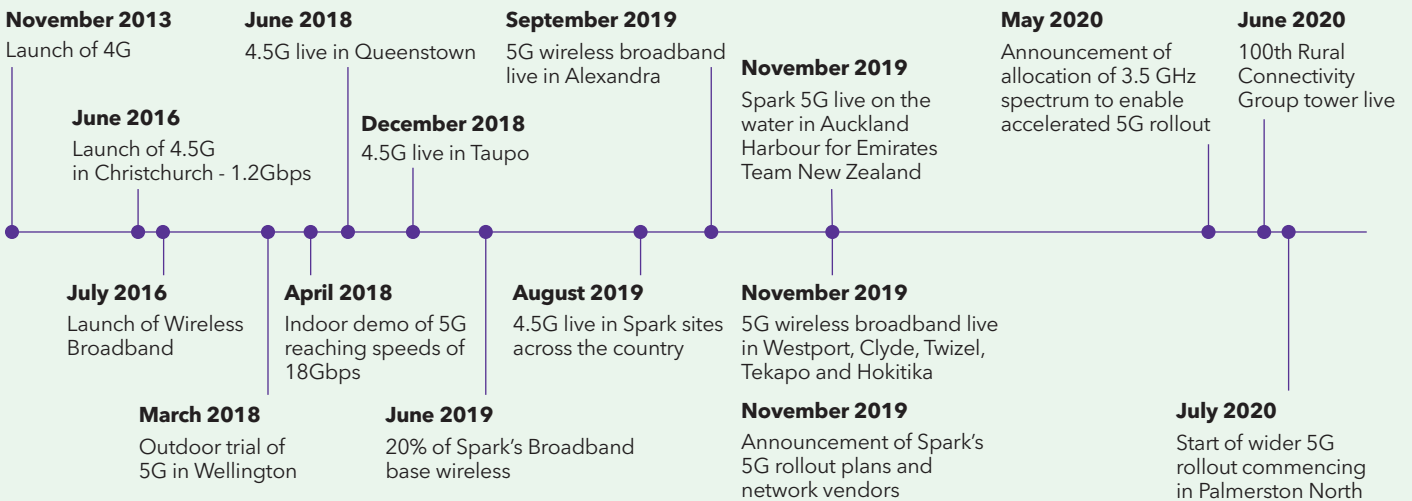 November 2013
Launch of 4G
June 2016
Launch of 4.5G
in Christchurch - 1.2Gbps
June 2018
4.5G live in Queenstown
December 2018
4.5G live in Taupo
September 2019
5G wireless broadband
live in Alexandra
November 2019
Spark 5G live on the
water in Auckland
Harbour for Emirates
Team New Zealand
May 2020
Announcement of
allocation of 3.5 GHz
spectrum to enable
accelerated 5G rollout
June 2020
100th Rural
Connectivity
Group tower live
July 2016
Launch of Wireless
Broadband
March 2018
Outdoor trial of
5G in Wellington
April 2018
Indoor demo of 5G
reaching speeds of
18Gbps
June 2019
20% of Spark’s Broadband
base wireless
August 2019
4.5G live in Spark sites
across the country
November 2019
5G wireless broadband live
in Westport, Clyde, Twizel,
Tekapo and Hokitika
November 2019
Announcement of Spark’s
5G rollout plans and
network vendors
July 2020
Start of wider 5G
rollout commencing
in Palmerston North